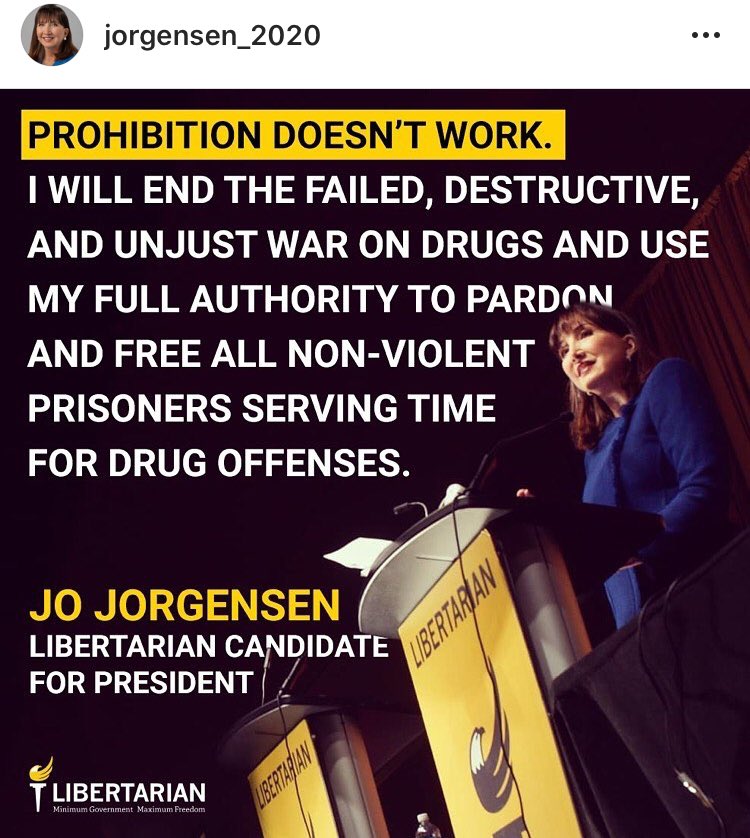 jorgensen_2020
PROHIBITION DOESN'T WORK.
I WILL END THE FAILED, DESTRUCTIVE,
AND UNJUST WAR ON DRUGS AND USE
MY FULL AUTHORITY TO PARDON
AND FREE ALL NON-VIOLENT
PRISONERS SERVING TIME
FOR DRUG OFFENSES.
JO JORGENSEN
LIBERTARIAN CANDIDATE
FOR PRESIDENT
LIBERTARIAN
LIBERTARIAN
LIBERTARIAN
Minimum Government Maximum Freedom